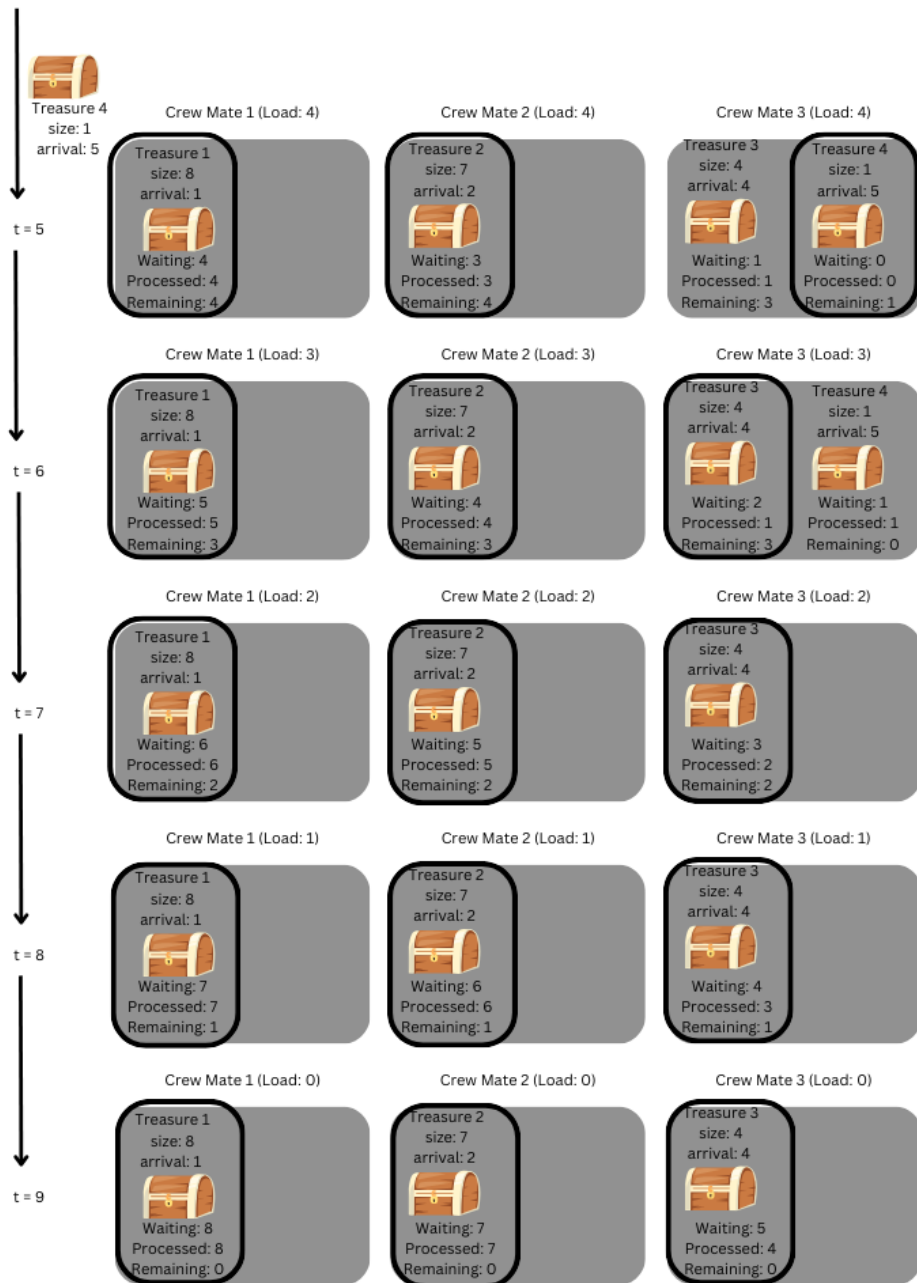 Treasure 4
size: 1
arrival: 5
t = 5
Crew Mate 1 (Load: 4)
Treasure 1
size: 8
arrival: 1
Waiting: 4
Processed: 4
Remaining: 4
Crew Mate 2 (Load: 4)
Treasure 2
size: 7
arrival: 2
Waiting: 3
Processed: 3
Remaining: 4
Crew Mate 3 (Load: 4)
Treasure 3
size: 4
arrival: 4
Waiting: 1
Processed: 1
Remaining: 3
Treasure 4
size: 1
arrival: 5
Waiting: 0
Processed: 0
Remaining: 1
t = 6
Crew Mate 1 (Load: 3)
Treasure 1
size: 8
arrival: 1
Waiting: 5
Processed: 5
Remaining: 3
Crew Mate 2 (Load: 3)
Treasure 2
size: 7
arrival: 2
Waiting: 4
Processed: 4
Remaining: 3
Crew Mate 3 (Load: 3)
Treasure 3
size: 4
arrival: 4
Waiting: 2
Processed: 1
Remaining: 3
Treasure 4
size: 1
arrival: 5
Waiting: 1
Processed: 1
Remaining: 0
t = 7
Crew Mate 1 (Load: 2)
Treasure 1
size: 8
arrival: 1
Waiting: 6
Processed: 6
Remaining: 2
Crew Mate 2 (Load: 2)
Treasure 2
size: 7
arrival: 2
Waiting: 5
Processed: 5
Remaining: 2
Crew Mate 3 (Load: 2)
Treasure 3
size: 4
arrival: 4
Waiting: 3
Processed: 2
Remaining: 2
t = 8
Crew Mate 1 (Load: 1)
Treasure 1
size: 8
arrival: 1
Waiting: 7
Processed: 7
Remaining: 1
Crew Mate 2 (Load: 1)
Treasure 2
size: 7
arrival: 2
Waiting: 6
Processed: 6
Remaining: 1
Crew Mate 3 (Load: 1)
Treasure 3
size: 4
arrival: 4
Waiting: 4
Processed: 3
Remaining: 1
t = 9
Crew Mate 1 (Load: 0)
Treasure 1
size: 8
arrival: 1
Waiting: 8
Processed: 8
Remaining: 0
Crew Mate 2 (Load: 0)
Treasure 2
size: 7
arrival: 2
Waiting: 7
Processed: 7
Remaining: 0
Crew Mate 3 (Load: 0)
Treasure 3
size: 4
arrival: 4
Waiting: 5
Processed: 4
Remaining: 0